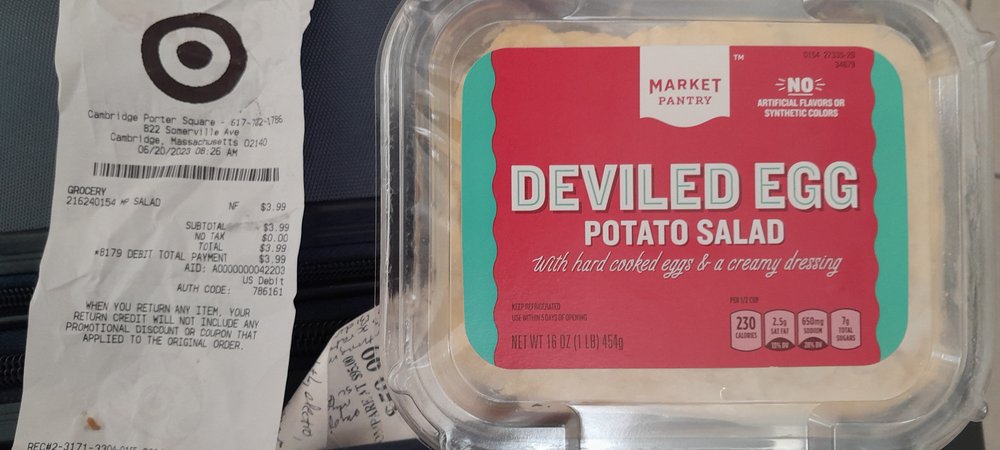 Cambridge Porter Square - 617-702-1786
822 Somerville Ave
Cambridge, Massachusetts 02140
06/20/2023 08:26 AM
GROCERY
216240154 MP SALAD NF $3.99
SUBTOTAL $3.99
NO TAX $0.00
TOTAL $3.99
*8179 DEBIT TOTAL PAYMENT $3.99
AID: A0000000042203
US Debit
AUTH CODE: 786161
WHEN YOU RETURN ANY ITEM, YOUR
RETURN CREDIT WILL NOT INCLUDE ANY
PROMOTIONAL DISCOUNT OR COUPON THAT
APPLIED TO THE ORIGINAL ORDER.
MARKET
PANTRY
TM
NO
ARTIFICIAL FLAVORS OR
SYNTHETIC COLORS
DEVILED EGG
POTATO SALAD
With hard cooked eggs & a creamy dressing
KEEP REFRIGERATED
USE WITHIN 5 DAYS OF OPENING
NET WT 16 OZ (1 LB) 454g
PER 1/2 CUP
230 CALORIES
2.5g SAT FAT 10% DV
650mg SODIUM 28% DV
7g TOTAL SUGARS